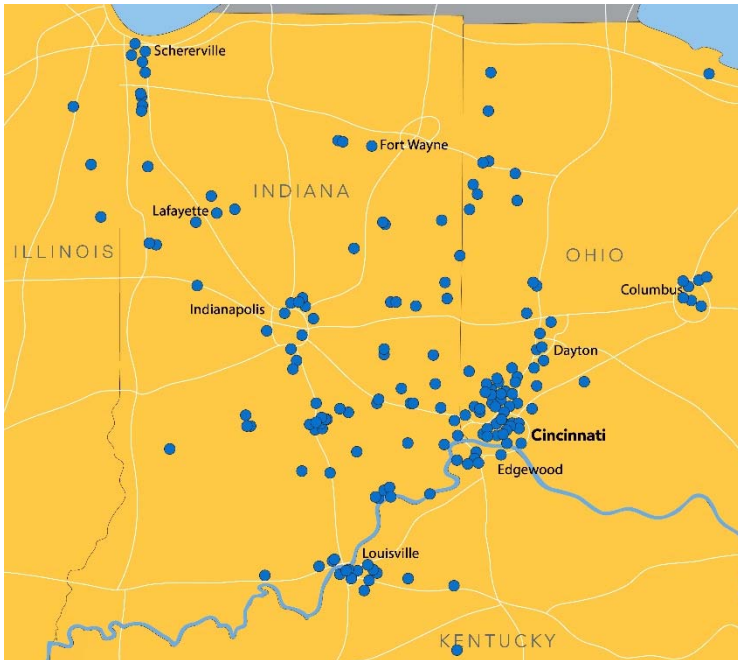 Schererville
Fort Wayne
INDIANA
Lafayette
ILLINOIS
OHIO
Columbus
Indianapolis
Dayton
Cincinnati
Edgewood
Louisville
KENTUCKY